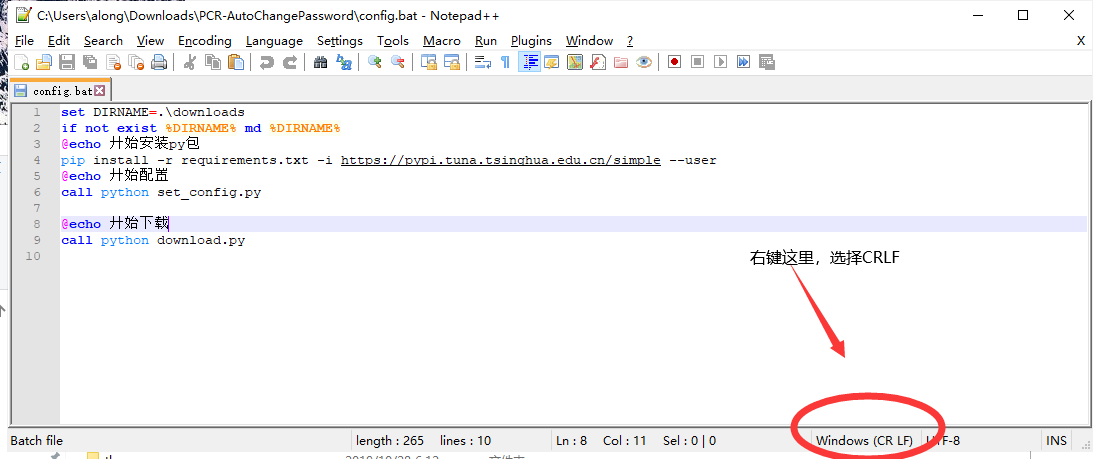 C:\Users\along\Downloads\PCR-AutoChangePassword\config.bat - Notepad++
File Edit Search View Encoding Language Settings Tools Macro Run Plugins Window ? X
config.bat
1 set DIRNAME=.\downloads
2 if not exist %DIRNAME% md %DIRNAME%
3 @echo 开始安装py包
4 pip install -r requirements.txt -i https://pypi.tuna.tsinghua.edu.cn/simple --user
5 @echo 开始配置
6 call python set_config.py
7
8 @echo 开始下载
9 call python download.py
10
右键这里，选择CRLF
Batch file length : 265 lines : 10 Ln : 8 Col : 11 Sel : 0 | 0 Windows (CR LF) UTF-8 INS